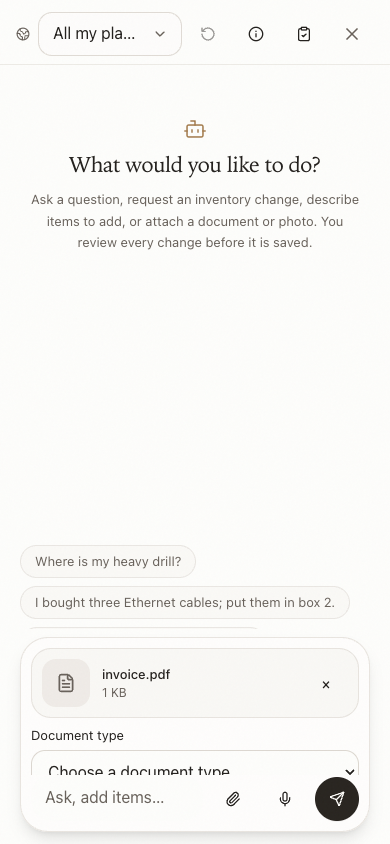 All my pla...
What would you like to do?
Ask a question, request an inventory change, describe
items to add, or attach a document or photo. You
review every change before it is saved.
Where is my heavy drill?
I bought three Ethernet cables; put them in box 2.
invoice.pdf
1 KB
Document type
Choose a document type
Ask, add items...